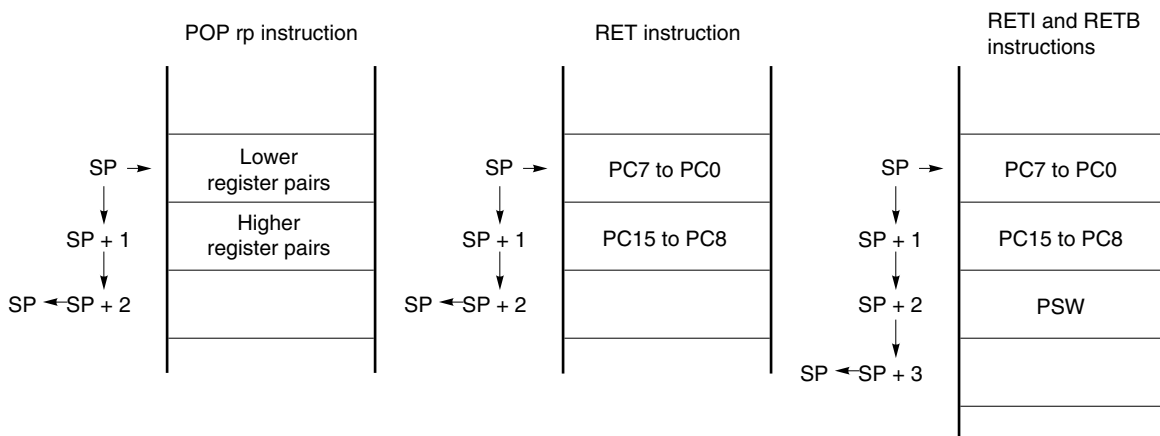 POP rp instruction
RET instruction
RETI and RETB
instructions
SP
Lower
register pairs
SP
PC7 to PC0
SP
PC7 to PC0
SP + 1
Higher
register pairs
SP + 1
PC15 to PC8
SP + 1
PC15 to PC8
SP
SP + 2
SP
SP + 2
SP + 2
PSW
SP
SP + 3